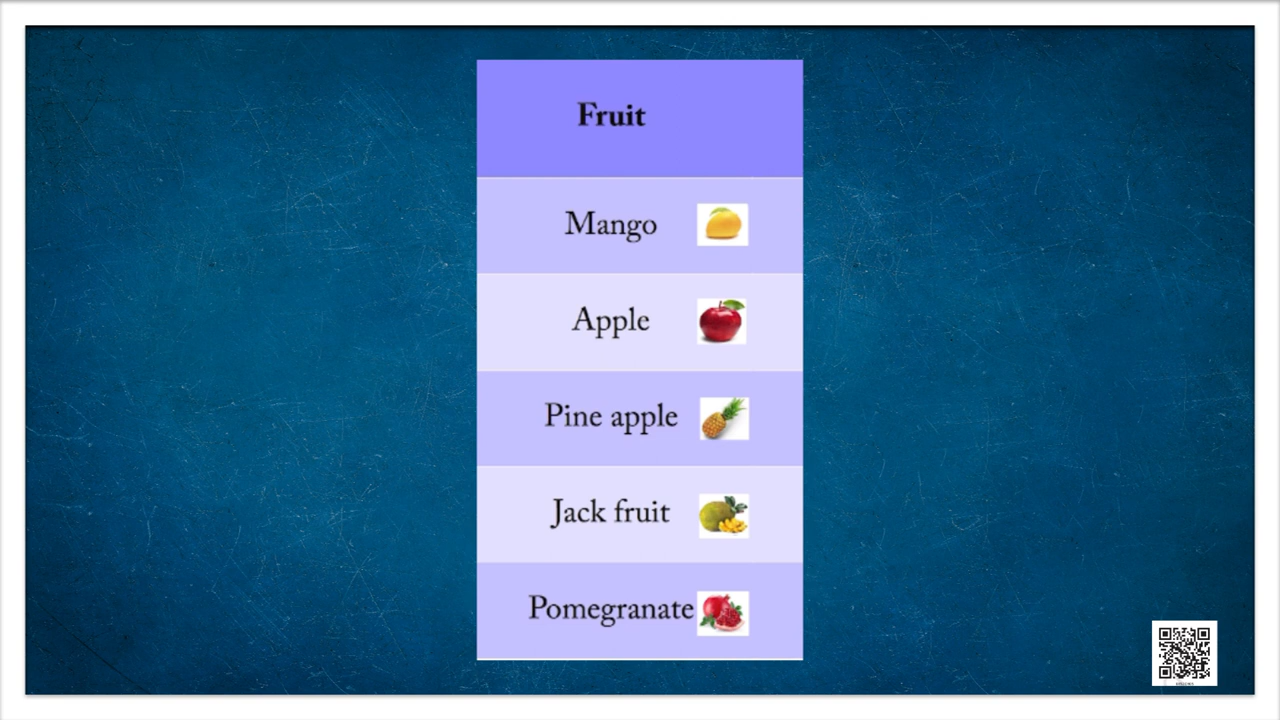 Fruit
Mango
Apple
Pine apple
Jack fruit
Pomegranate